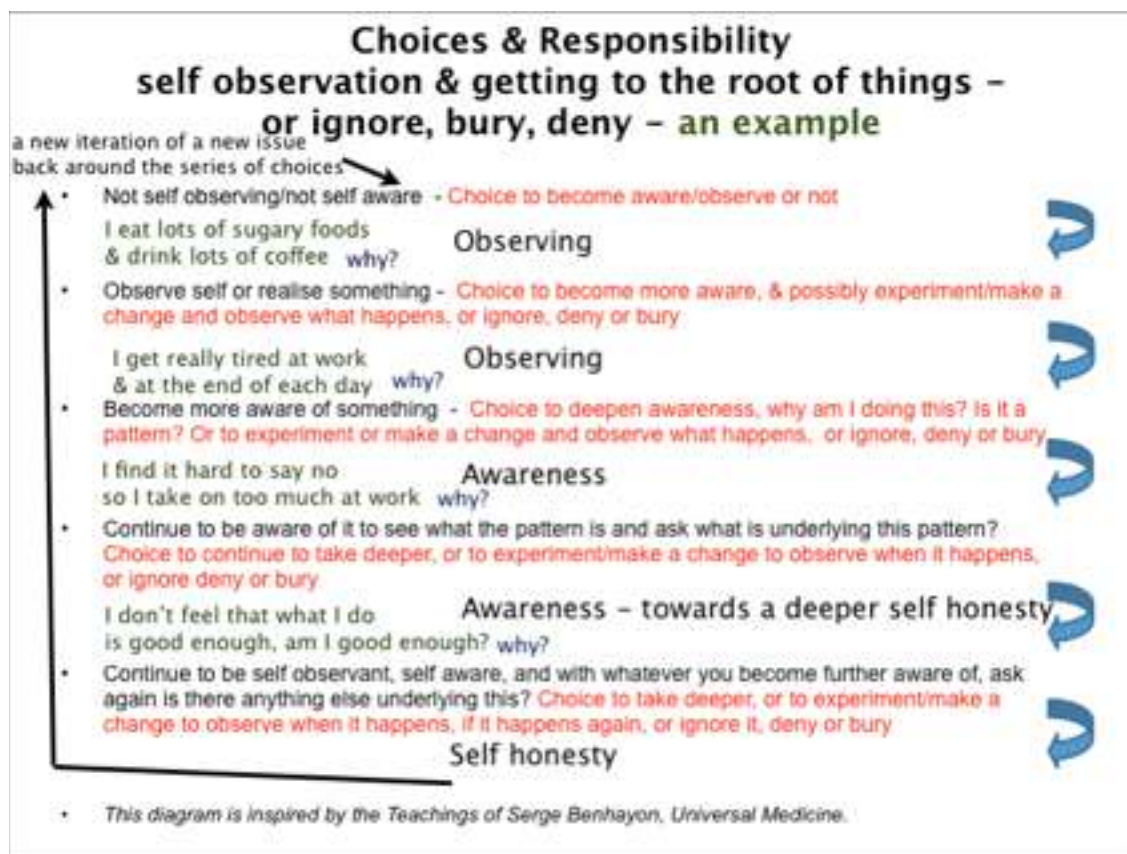 Choices & Responsibility
self observation & getting to the root of things –
or ignore, bury, deny – an example
a new iteration of a new issue
back around the series of choices
• Not self observing/not self aware - Choice to become aware/observe or not
I eat lots of sugary foods
& drink lots of coffee why?
Observing
• Observe self or realise something - Choice to become more aware, & possibly experiment/make a
change and observe what happens, or ignore, deny or bury
I get really tired at work
& at the end of each day why?
Observing
• Become more aware of something - Choice to deepen awareness, why am I doing this? Is it a
pattern? Or to experiment or make a change and observe what happens, or ignore, deny or bury
I find it hard to say no
so I take on too much at work why?
Awareness
• Continue to be aware of it to see what the pattern is and ask what is underlying this pattern?
Choice to continue to take deeper, or to experiment/make a change to observe when it happens,
or ignore deny or bury
I don't feel that what I do
is good enough, am I good enough? why?
Awareness – towards a deeper self honesty
• Continue to be self observant, self aware, and with whatever you become further aware of, ask
again is there anything else underlying this? Choice to take deeper, or to experiment/make a
change to observe when it happens, if it happens again, or ignore it, deny or bury
Self honesty
• This diagram is inspired by the Teachings of Serge Benhayon, Universal Medicine.